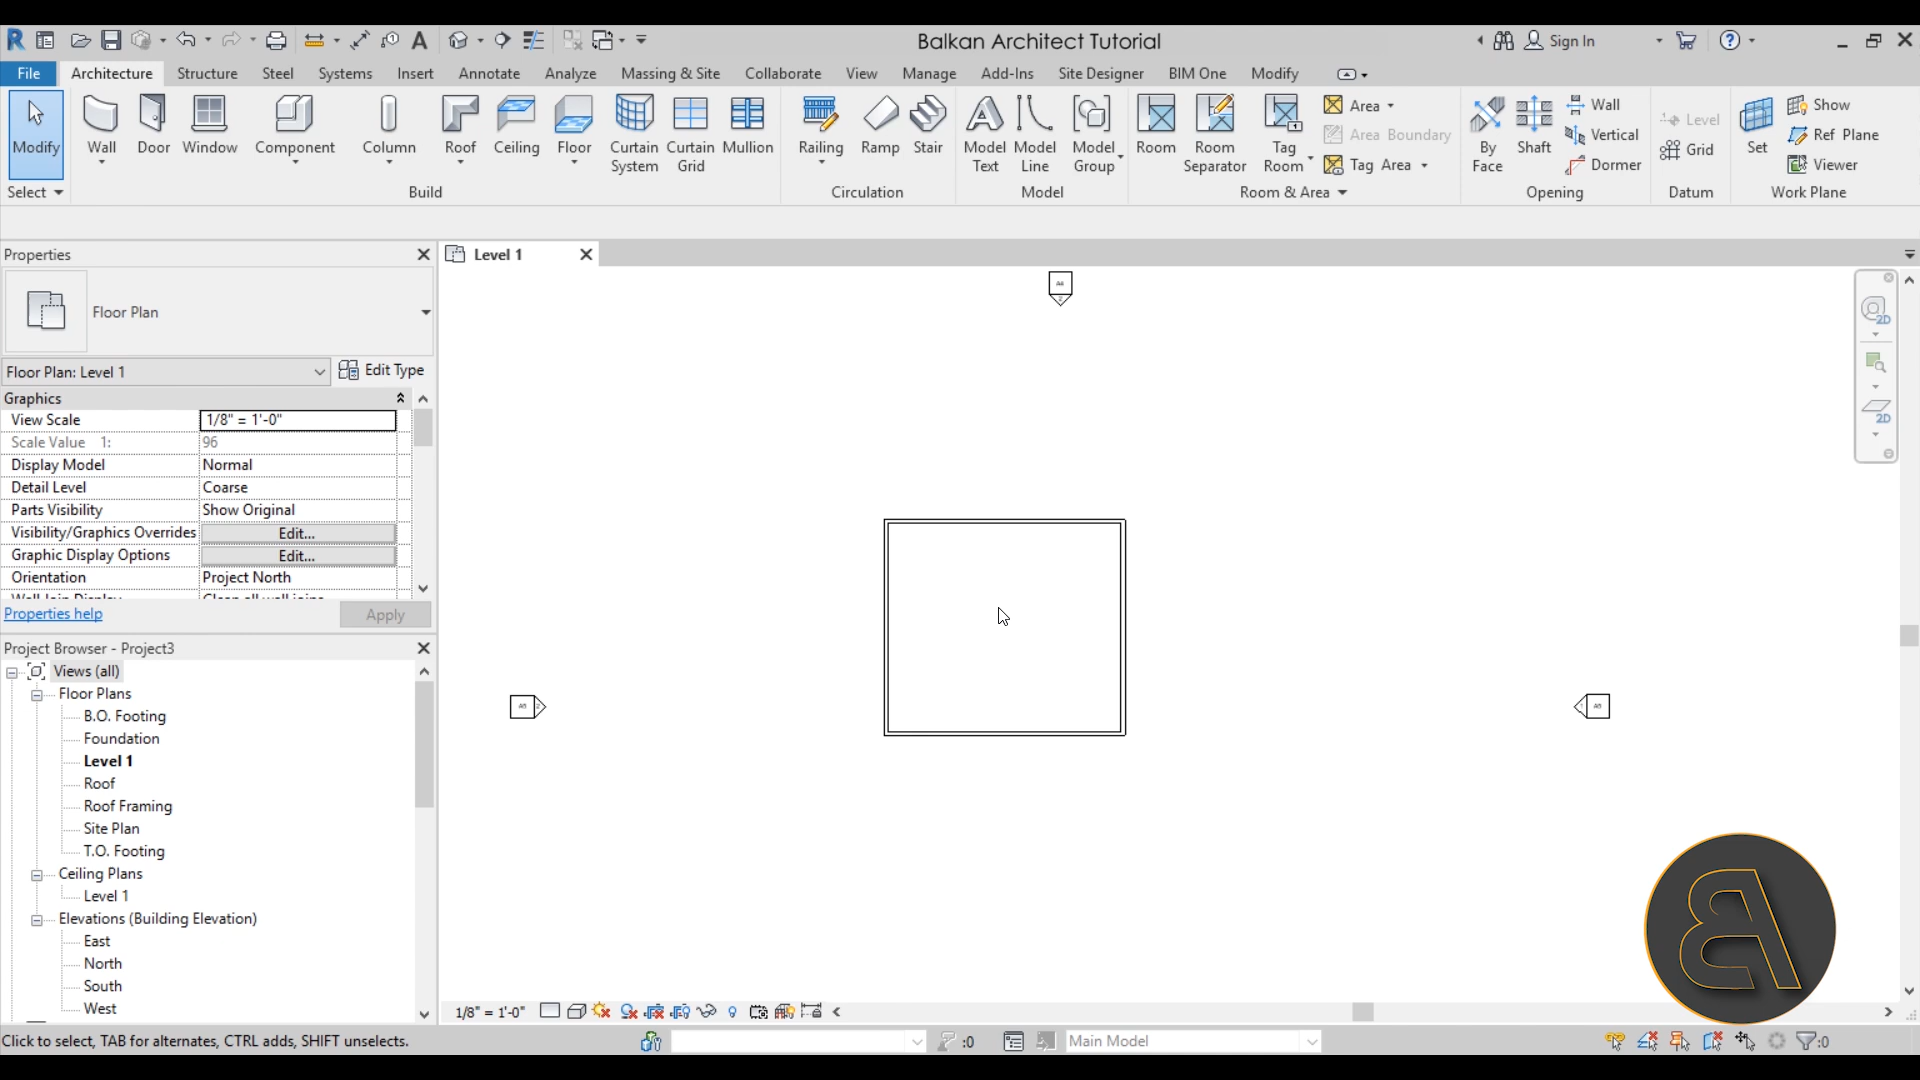 Balkan Architect Tutorial
Sign In
File Architecture Structure Steel Systems Insert Annotate Analyze Massing & Site Collaborate View Manage Add-Ins Site Designer BIM One Modify
Modify Wall Door Window Component Column Roof Ceiling Floor Curtain System Curtain Grid Mullion Railing Ramp Stair Model Text Model Line Model Group Room Room Separator Tag Room
Area
Area Boundary
Tag Area
By Face Shaft
Wall
Vertical
Dormer
Level
Grid
Set
Show
Ref Plane
Viewer
Select Build Circulation Model Room & Area Opening Datum Work Plane
Properties
Level 1
Floor Plan
Floor Plan: Level 1 Edit Type
Graphics
View Scale 1/8" = 1'-0"
Scale Value 1: 96
Display Model Normal
Detail Level Coarse
Parts Visibility Show Original
Visibility/Graphics Overrides Edit...
Graphic Display Options Edit...
Orientation Project North
Wall Join Display Clean all wall joins
Properties help Apply
Project Browser - Project3
Views (all)
Floor Plans
B.O. Footing
Foundation
Level 1
Roof
Roof Framing
Site Plan
T.O. Footing
Ceiling Plans
Level 1
Elevations (Building Elevation)
East
North
South
West
2D
2D
1/8" = 1'-0"
Click to select, TAB for alternates, CTRL adds, SHIFT unselects.
:0
Main Model
:0